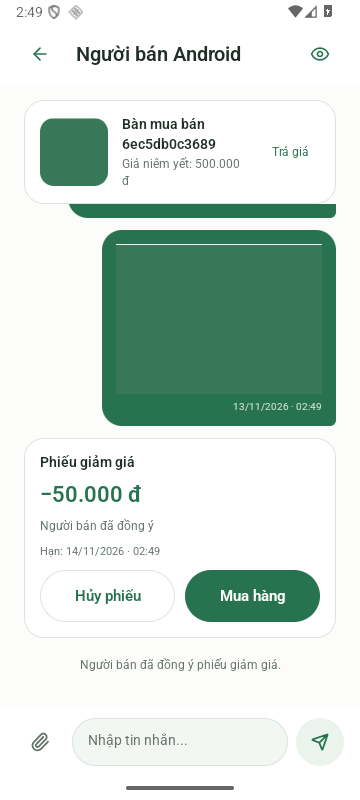 2:49
Người bán Android
Bàn mua bán
6ec5db0c3689
Giá niêm yết: 500.000
đ
Trả giá
13/11/2026 · 02:49
Phiếu giảm giá
−50.000 đ
Người bán đã đồng ý
Hạn: 14/11/2026 · 02:49
Hủy phiếu
Mua hàng
Người bán đã đồng ý phiếu giảm giá.
Nhập tin nhắn...